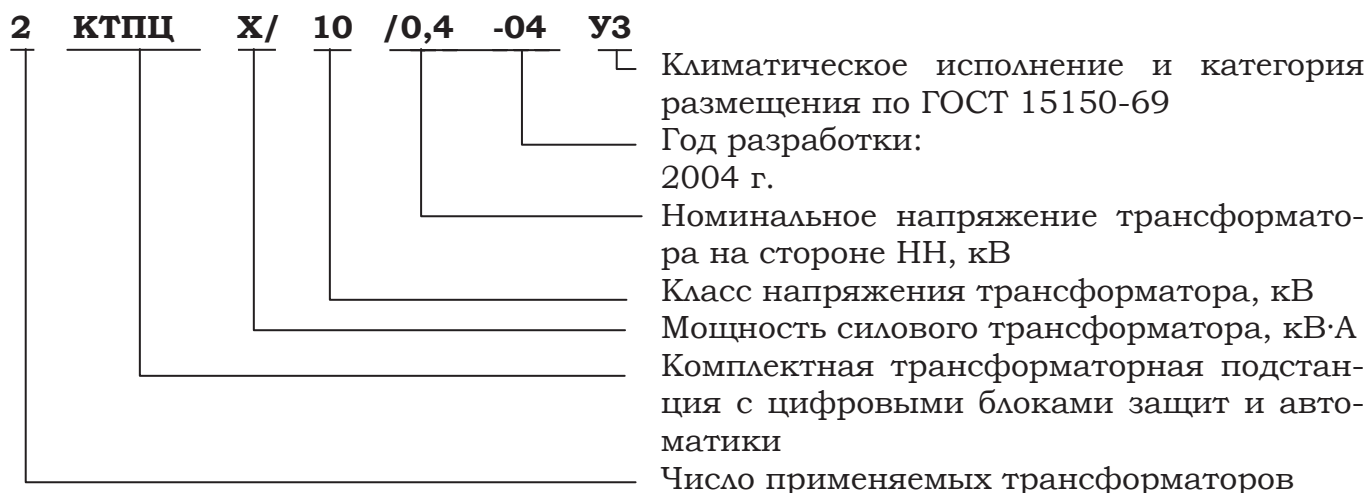 2 КТПЦ Х/ 10 /0,4 -04 У3
Климатическое исполнение и категория
размещения по ГОСТ 15150-69
Год разработки:
2004 г.
Номинальное напряжение трансформато-
ра на стороне НН, кВ
Класс напряжения трансформатора, кВ
Мощность силового трансформатора, кВ·А
Комплектная трансформаторная подстан-
ция с цифровыми блоками защит и авто-
матики
Число применяемых трансформаторов